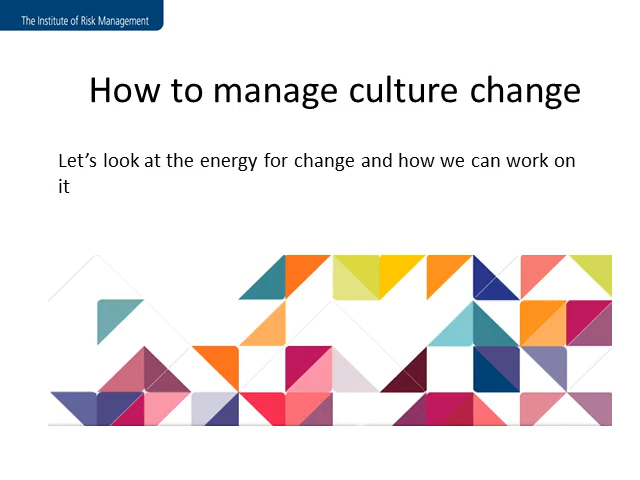 The Institute of Risk Management
How to manage culture change
Let’s look at the energy for change and how we can work on
it